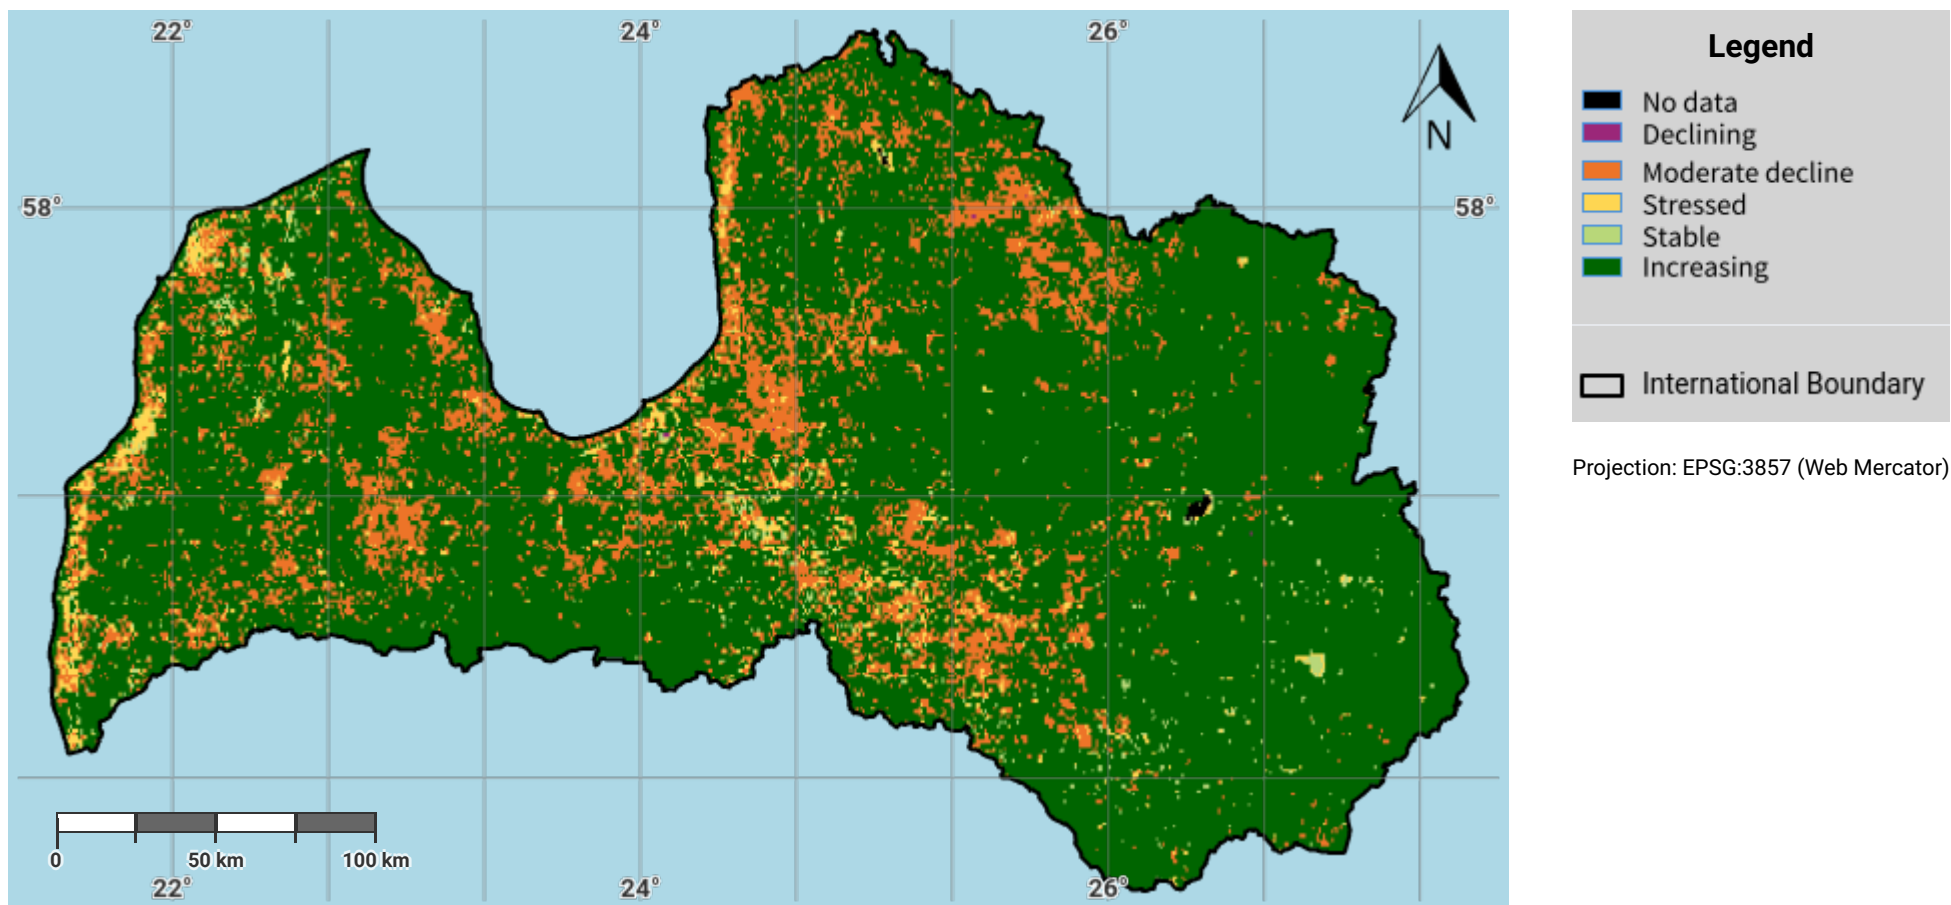 22° 24° 26°
N
58° 58°
0 50 km 100 km
22° 24° 26°
Legend
No data
Declining
Moderate decline
Stressed
Stable
Increasing
International Boundary
Projection: EPSG:3857 (Web Mercator)